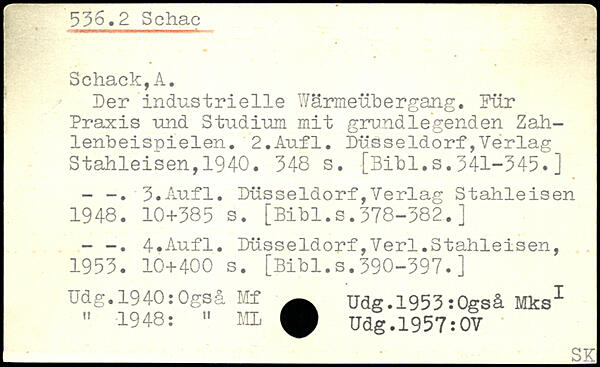 536.2 Schac
Schack,A.
Der industrielle Wärmeübergang. Für
Praxis und Studium mit grundlegenden Zah-
lenbeispielen. 2.Aufl. Düsseldorf,Verlag
Stahleisen,1940. 348 s. [Bibl.s.341-345.]
- -. 3.Aufl. Düsseldorf,Verlag Stahleisen
1948. 10+385 s. [Bibl.s.378-382.]
- -. 4.Aufl. Düsseldorf,Verl.Stahleisen,
1953. 10+400 s. [Bibl.s.390-397.]
Udg.1940:Også Mf
" 1948: " ML
Udg.1953:Også Mks I
Udg.1957:OV
SK